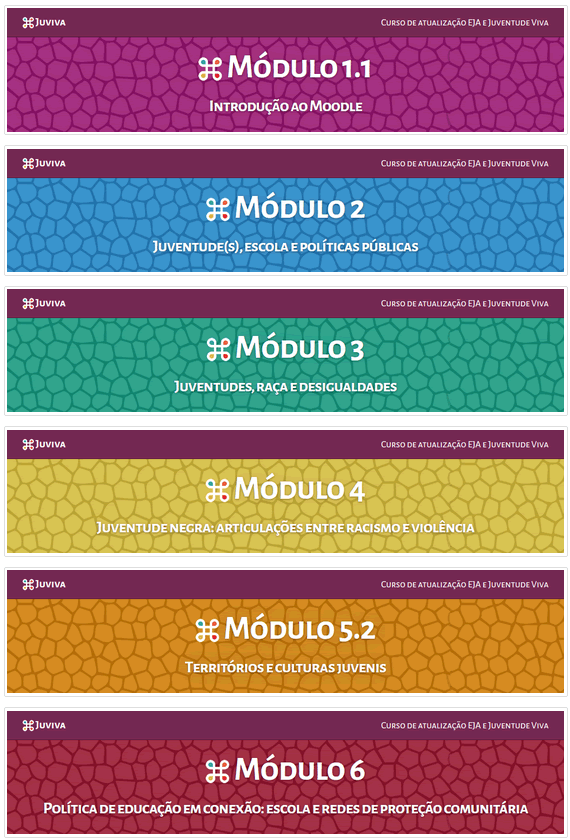 ⌘Juviva Curso de atualização EJA e Juventude Viva
⌘ Módulo 1.1
Introdução ao Moodle
⌘Juviva Curso de atualização EJA e Juventude Viva
⌘ Módulo 2
Juventude(s), escola e políticas públicas
⌘Juviva Curso de atualização EJA e Juventude Viva
⌘ Módulo 3
Juventudes, raça e desigualdades
⌘Juviva Curso de atualização EJA e Juventude Viva
⌘ Módulo 4
Juventude negra: articulações entre racismo e violência
⌘Juviva Curso de atualização EJA e Juventude Viva
⌘ Módulo 5.2
Territórios e culturas juvenis
⌘Juviva Curso de atualização EJA e Juventude Viva
⌘ Módulo 6
Política de educação em conexão: escola e redes de proteção comunitária